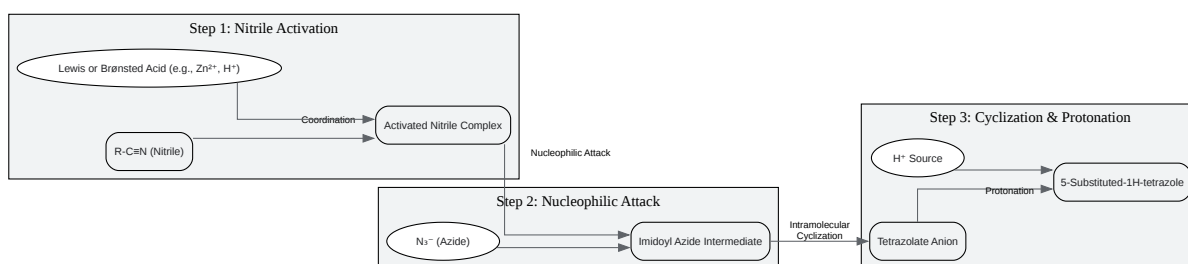 Step 1: Nitrile Activation
Lewis or Brønsted Acid (e.g., Zn²⁺, H⁺)
Coordination
Activated Nitrile Complex
R-C≡N (Nitrile)
Nucleophilic Attack
Step 2: Nucleophilic Attack
N₃⁻ (Azide)
Imidoyl Azide Intermediate
Intramolecular
Cyclization
Step 3: Cyclization & Protonation
H⁺ Source
5-Substituted-1H-tetrazole
Protonation
Tetrazolate Anion